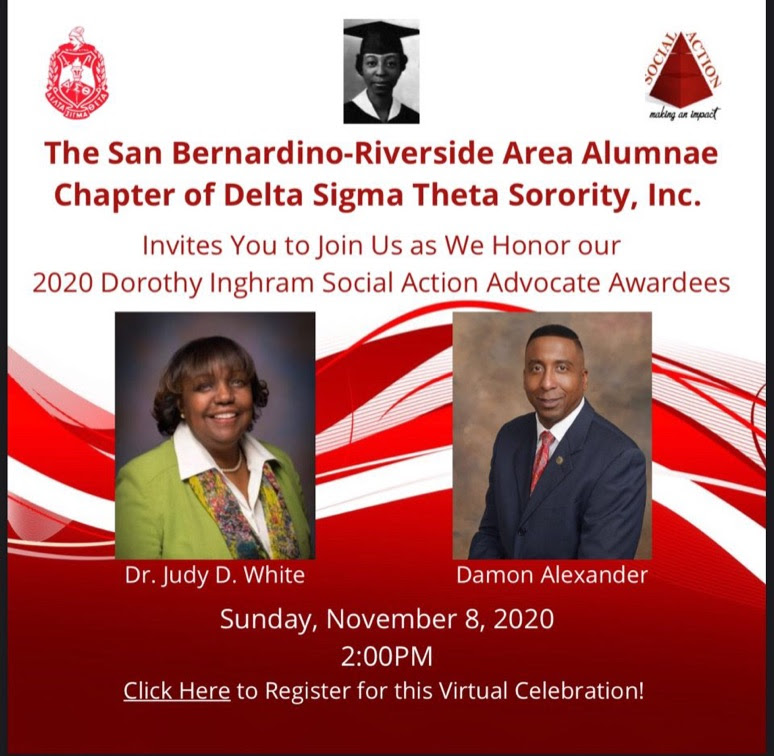 SOCIAL ACTION
making an impact
The San Bernardino-Riverside Area Alumnae
Chapter of Delta Sigma Theta Sorority, Inc.
Invites You to Join Us as We Honor our
2020 Dorothy Inghram Social Action Advocate Awardees
Dr. Judy D. White
Damon Alexander
Sunday, November 8, 2020
2:00PM
Click Here to Register for this Virtual Celebration!